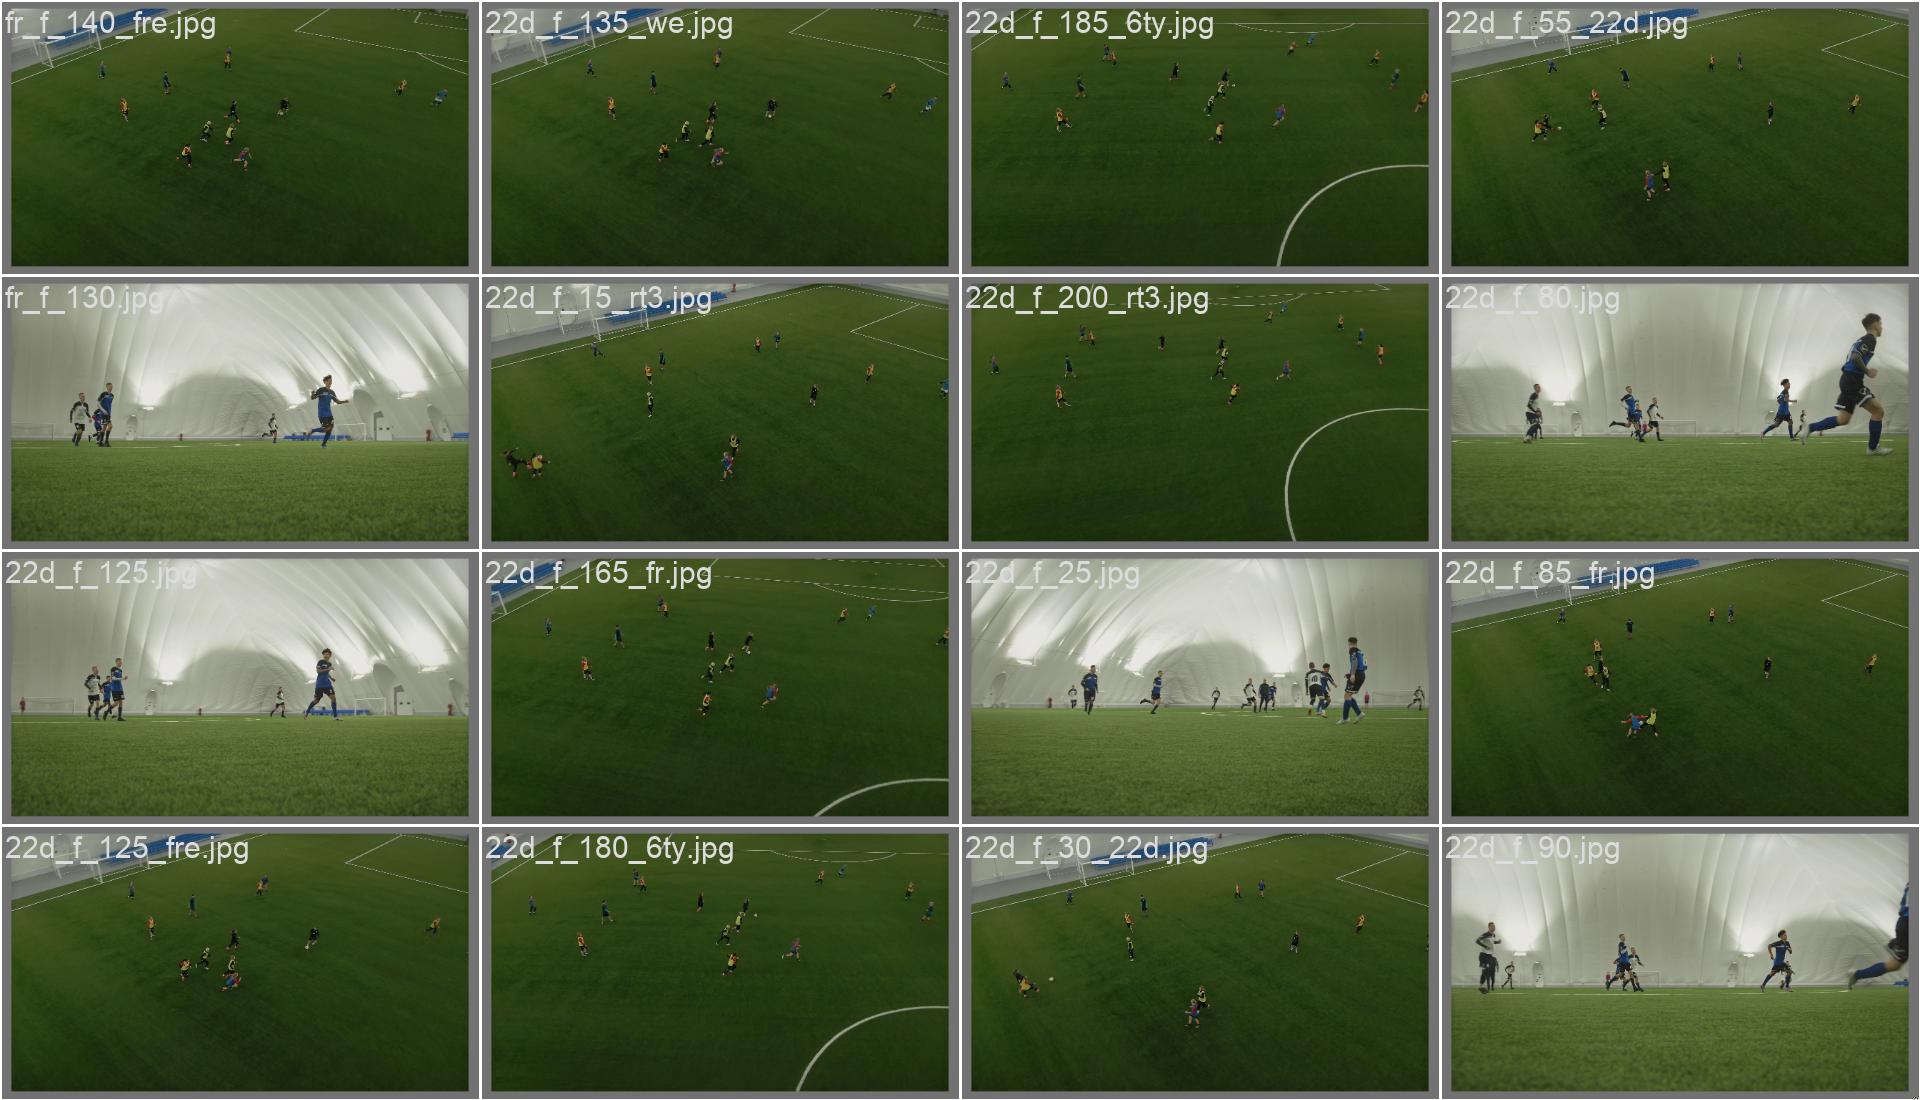 fr_f_140_fre.jpg
22d_f_135_we.jpg
22d_f_185_6ty.jpg
22d_f_55_22d.jpg
fr_f_130.jpg
22d_f_15_rt3.jpg
22d_f_200_rt3.jpg
22d_f_80.jpg
22d_f_125.jpg
22d_f_165_fr.jpg
22d_f_25.jpg
22d_f_85_fr.jpg
22d_f_125_fre.jpg
22d_f_180_6ty.jpg
22d_f_30_22d.jpg
22d_f_90.jpg